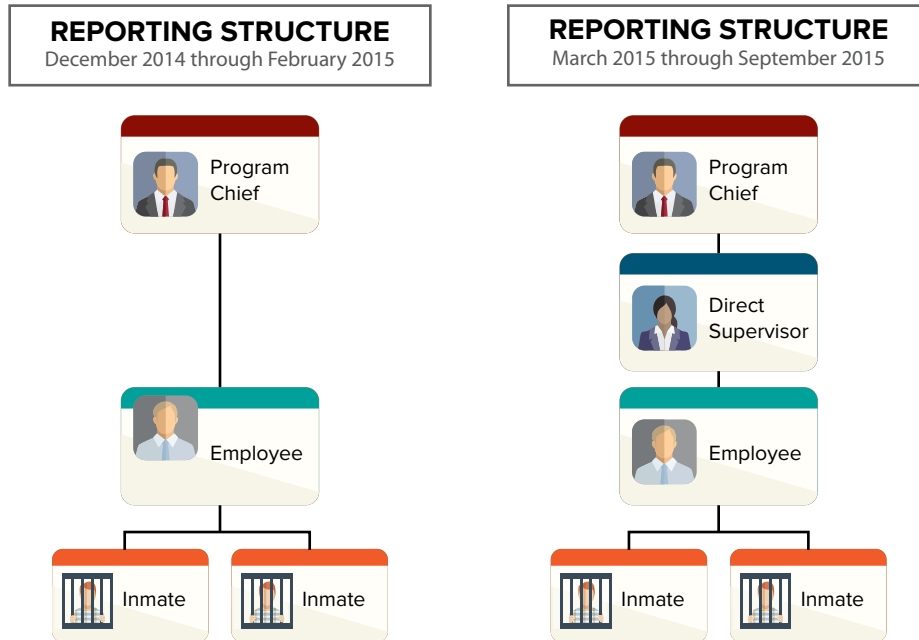 REPORTING STRUCTURE
December 2014 through February 2015
Program
Chief
Employee
Inmate
Inmate
REPORTING STRUCTURE
March 2015 through September 2015
Program
Chief
Direct
Supervisor
Employee
Inmate
Inmate